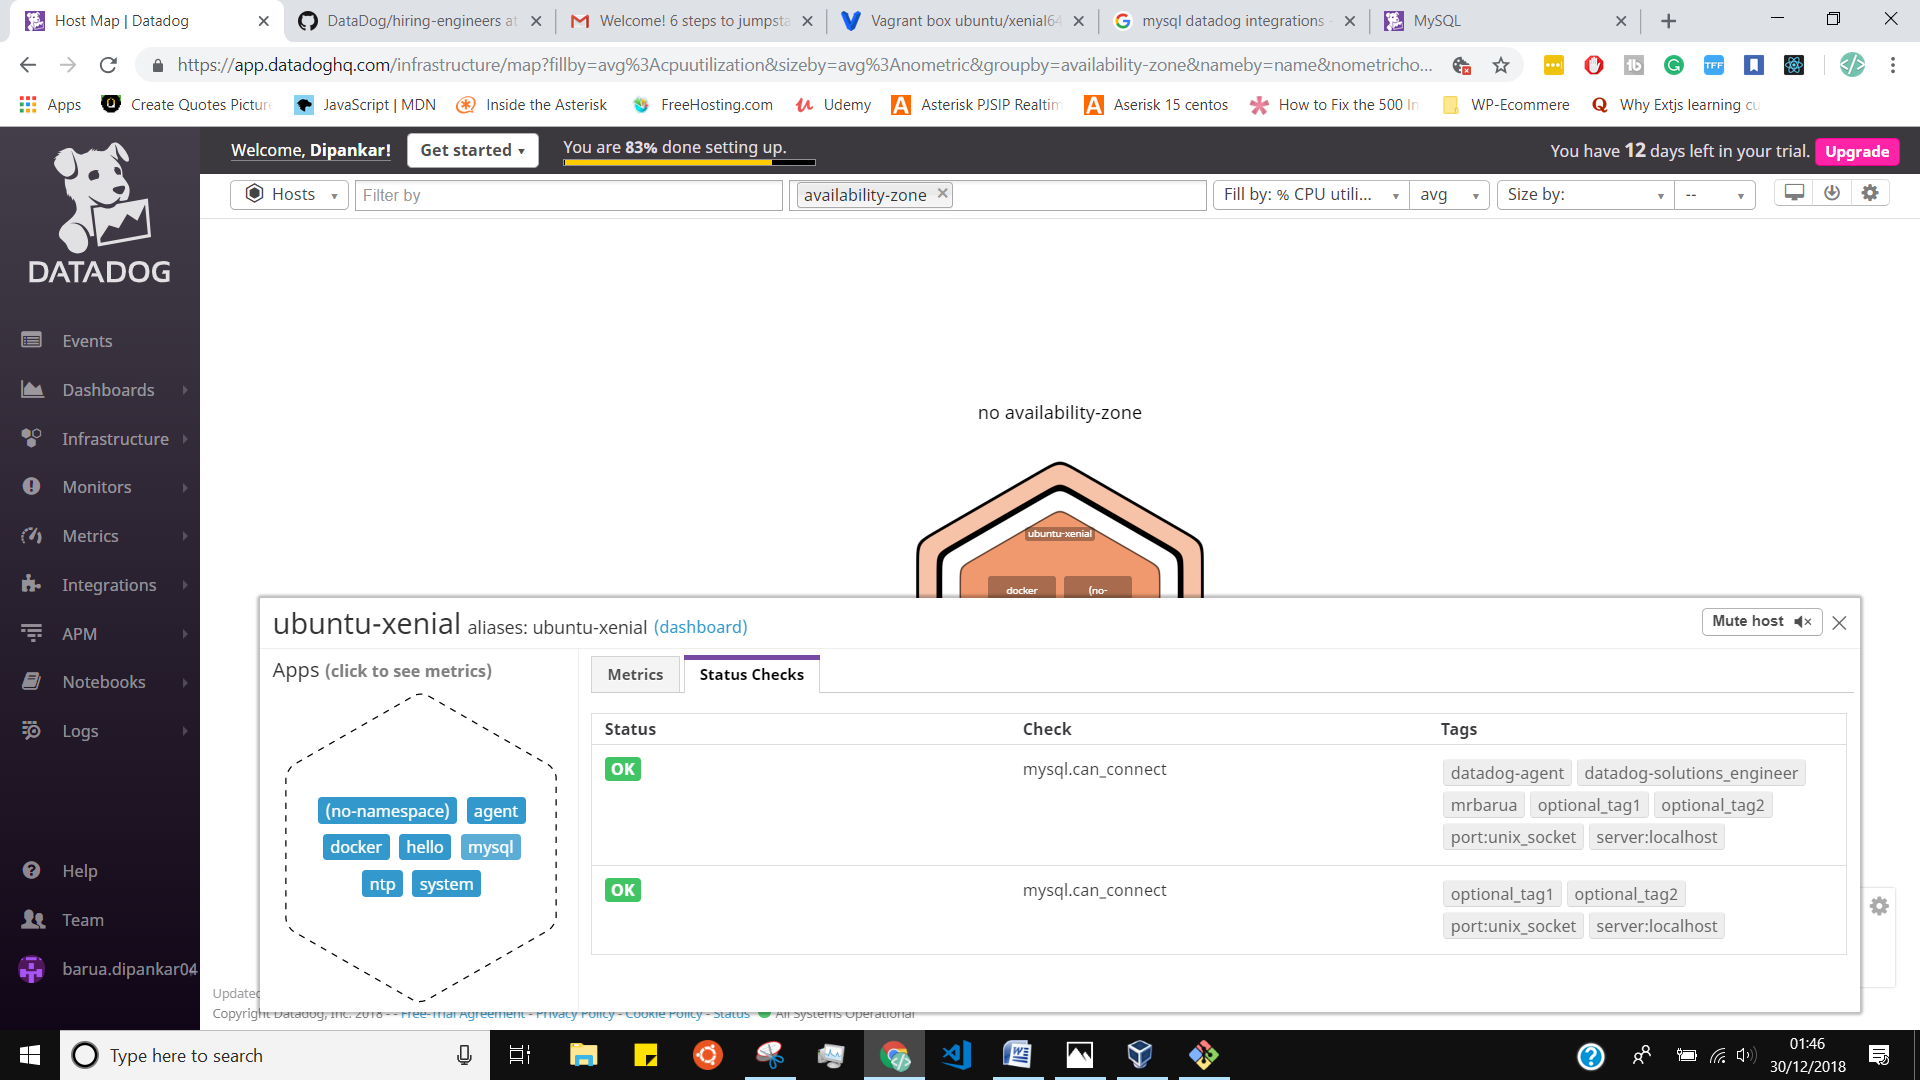 Host Map | Datadog
DataDog/hiring-engineers at
Welcome! 6 steps to jumpsta
Vagrant box ubuntu/xenial64
mysql datadog integrations -
MySQL
https://app.datadoghq.com/infrastructure/map?fillby=avg%3Acpuutilization&sizeby=avg%3Anometric&groupby=availability-zone&nameby=name&nometricho...
Apps
Create Quotes Picture
JavaScript | MDN
Inside the Asterisk
FreeHosting.com
Udemy
Asterisk PJSIP Realtim
Aserisk 15 centos
How to Fix the 500 In
WP-Ecommere
Why Extjs learning cu
Welcome, Dipankar!
Get started
You are 83% done setting up.
You have 12 days left in your trial.
Upgrade
DATADOG
Hosts
Filter by
availability-zone
Fill by: % CPU utili...
avg
Size by:
--
Events
Dashboards
Infrastructure
Monitors
Metrics
Integrations
APM
Notebooks
Logs
Help
Team
barua.dipankar04
no availability-zone
ubuntu-xenial
docker
(no-
ubuntu-xenial aliases: ubuntu-xenial (dashboard)
Mute host
Apps (click to see metrics)
(no-namespace) agent
docker hello mysql
ntp system
Metrics
Status Checks
Status Check Tags
OK mysql.can_connect
datadog-agent datadog-solutions_engineer
mrbarua optional_tag1 optional_tag2
port:unix_socket server:localhost
OK mysql.can_connect
optional_tag1 optional_tag2
port:unix_socket server:localhost
Updated
Copyright Datadog, Inc. 2018 - - Free-Trial Agreement - Privacy Policy - Cookie Policy - Status All Systems Operational
Type here to search
01:46
30/12/2018